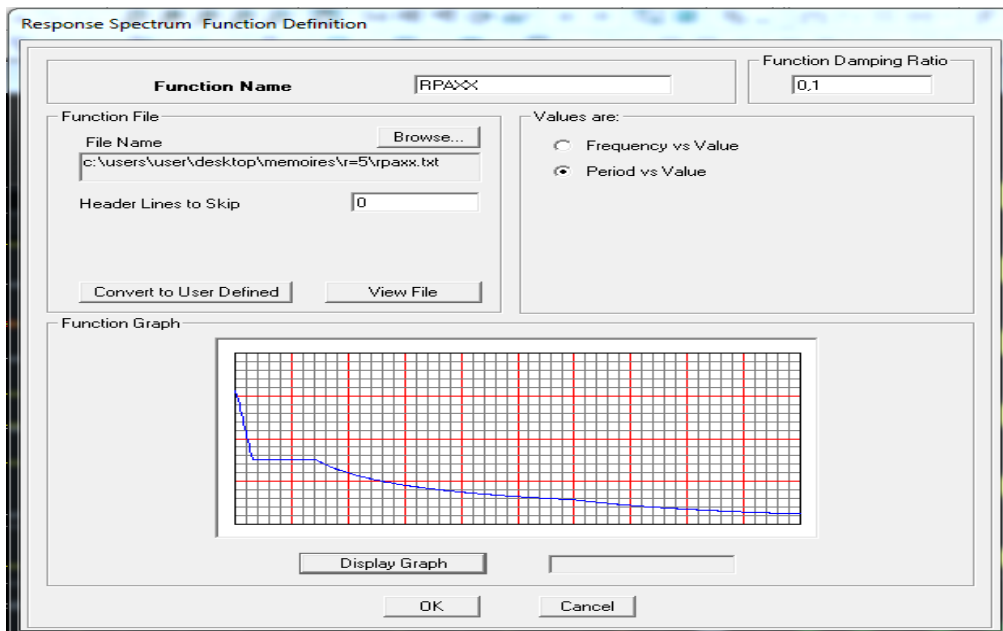 Response Spectrum Function Definition
Function Name
RPAXX
Function Damping Ratio
0,1
Function File
File Name
Browse...
c:\users\user\desktop\memoires\r=5\rpaxx.txt
Header Lines to Skip
0
Convert to User Defined
View File
Values are:
Frequency vs Value
Period vs Value
Function Graph
Display Graph
OK
Cancel